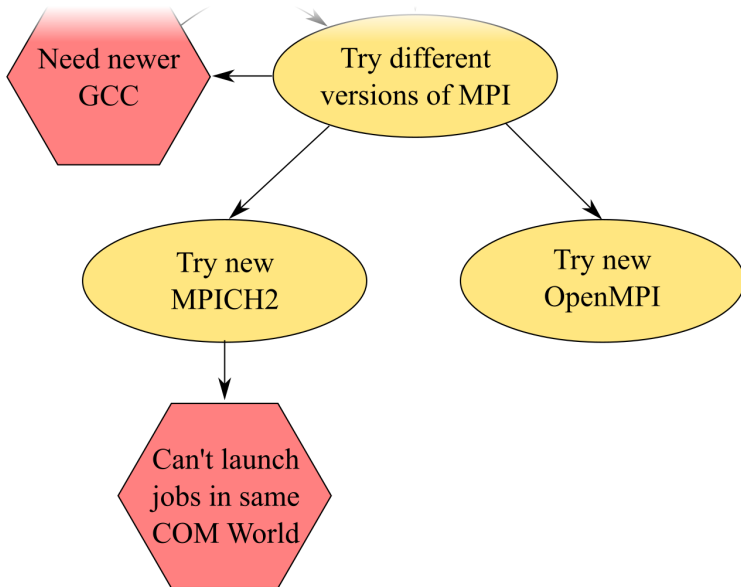 Need newer
GCC
Try different
versions of MPI
Try new
MPICH2
Try new
OpenMPI
Can't launch
jobs in same
COM World